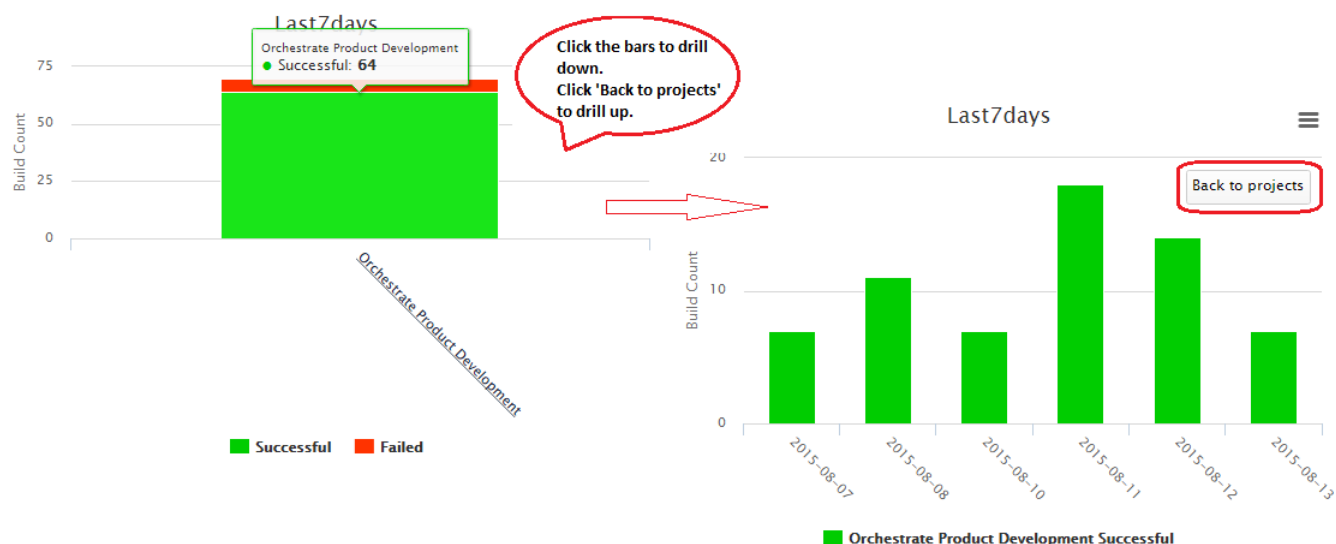 Last7days
Orchestrate Product Development
● Successful: 64
75
50
25
0
Build Count
Orchestrate Product Development
Successful
Failed
Click the bars to drill
down.
Click 'Back to projects'
to drill up.
Last7days
20
10
0
Build Count
Back to projects
2015-08-07
2015-08-08
2015-08-10
2015-08-11
2015-08-12
2015-08-13
Orchestrate Product Development Successful